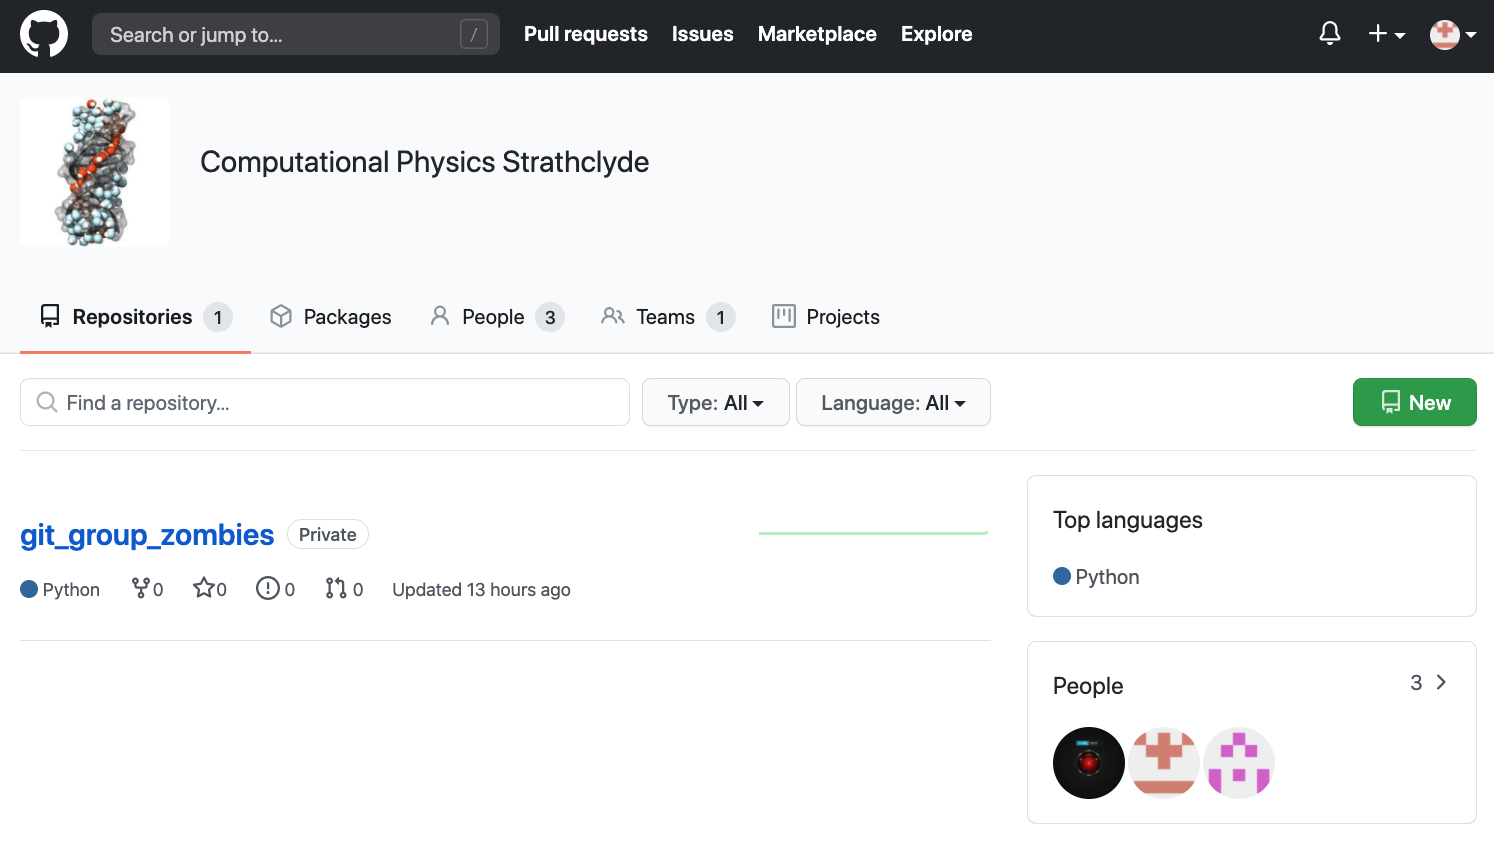 Search or jump to... /
Pull requests Issues Marketplace Explore
Computational Physics Strathclyde
Repositories 1 Packages People 3 Teams 1 Projects
Find a repository... Type: All Language: All New
git_group_zombies Private
Python 0 0 0 0 Updated 13 hours ago
Top languages
Python
People 3